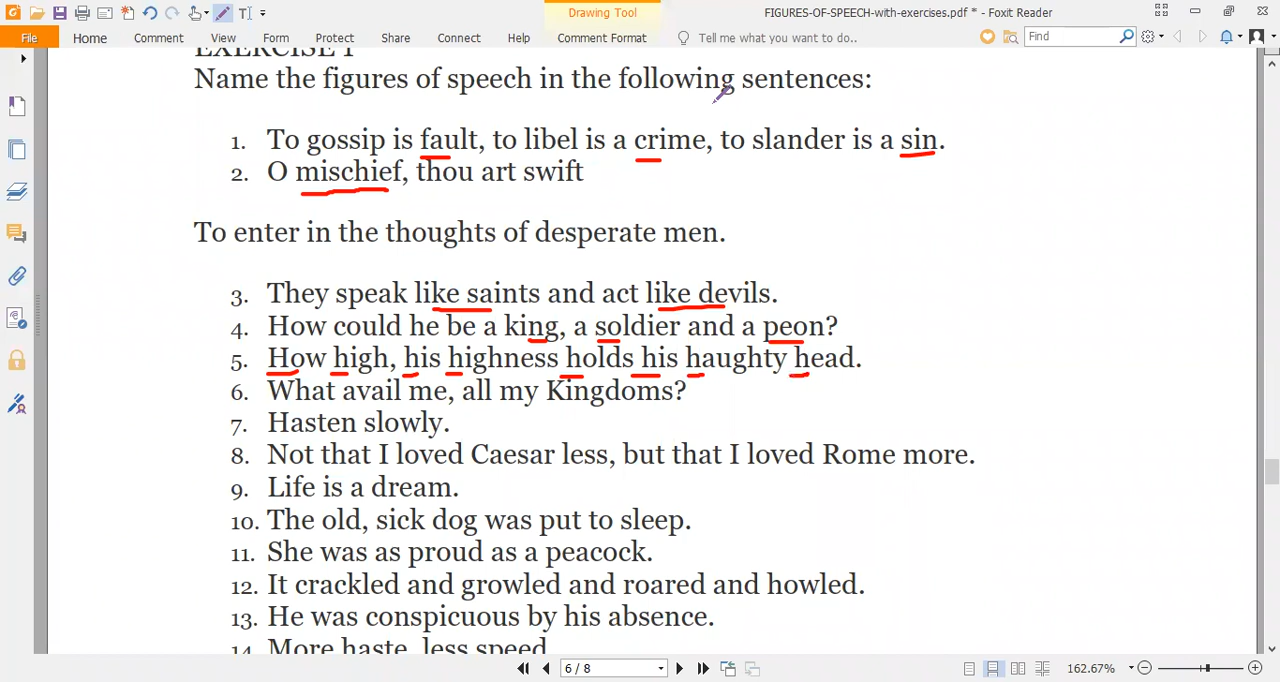 Drawing Tool
FIGURES-OF-SPEECH-with-exercises.pdf * - Foxit Reader
File Home Comment View Form Protect Share Connect Help Comment Format Tell me what you want to do.. Find
EXERCISE I
Name the figures of speech in the following sentences:
1. To gossip is fault, to libel is a crime, to slander is a sin.
2. O mischief, thou art swift
To enter in the thoughts of desperate men.
3. They speak like saints and act like devils.
4. How could he be a king, a soldier and a peon?
5. How high, his highness holds his haughty head.
6. What avail me, all my Kingdoms?
7. Hasten slowly.
8. Not that I loved Caesar less, but that I loved Rome more.
9. Life is a dream.
10. The old, sick dog was put to sleep.
11. She was as proud as a peacock.
12. It crackled and growled and roared and howled.
13. He was conspicuous by his absence.
14. More haste, less speed
6 / 8
162.67%